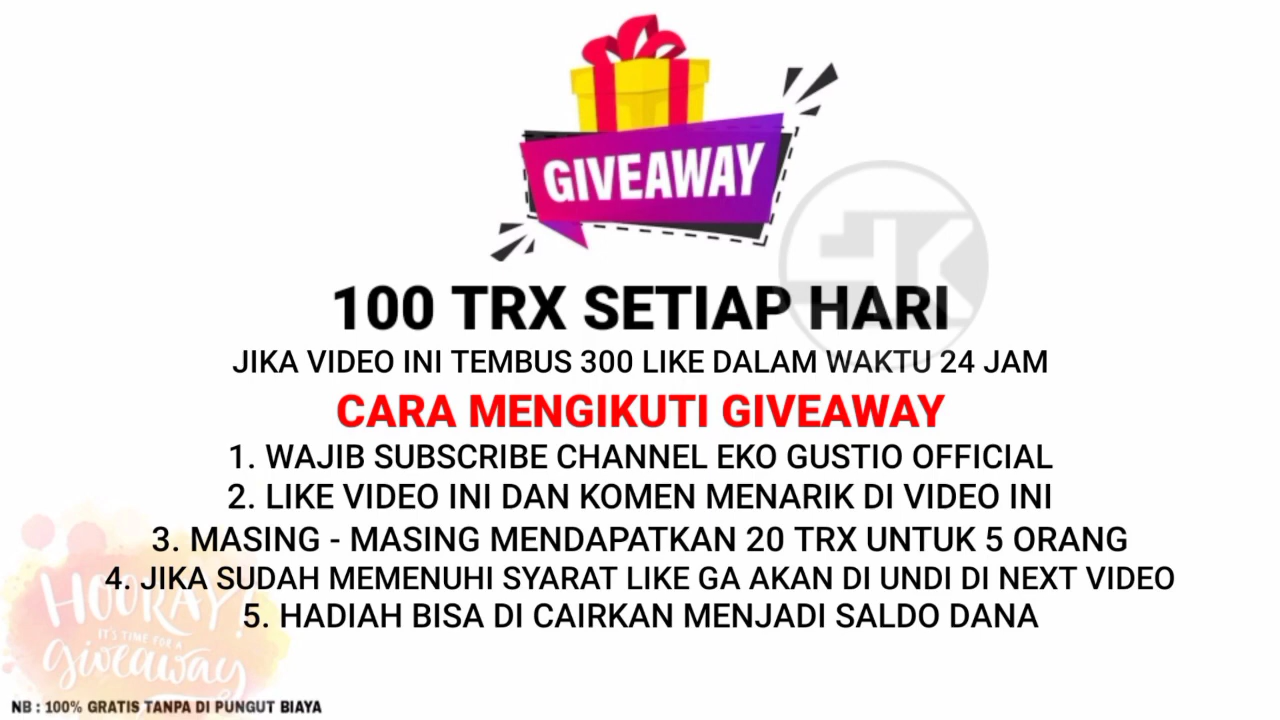 GIVEAWAY
100 TRX SETIAP HARI
JIKA VIDEO INI TEMBUS 300 LIKE DALAM WAKTU 24 JAM
CARA MENGIKUTI GIVEAWAY
1. WAJIB SUBSCRIBE CHANNEL EKO GUSTIO OFFICIAL
2. LIKE VIDEO INI DAN KOMEN MENARIK DI VIDEO INI
3. MASING - MASING MENDAPATKAN 20 TRX UNTUK 5 ORANG
4. JIKA SUDAH MEMENUHI SYARAT LIKE GA AKAN DI UNDI DI NEXT VIDEO
5. HADIAH BISA DI CAIRKAN MENJADI SALDO DANA
HOORAY!
IT'S TIME FOR A
giveaway
NB : 100% GRATIS TANPA DI PUNGUT BIAYA